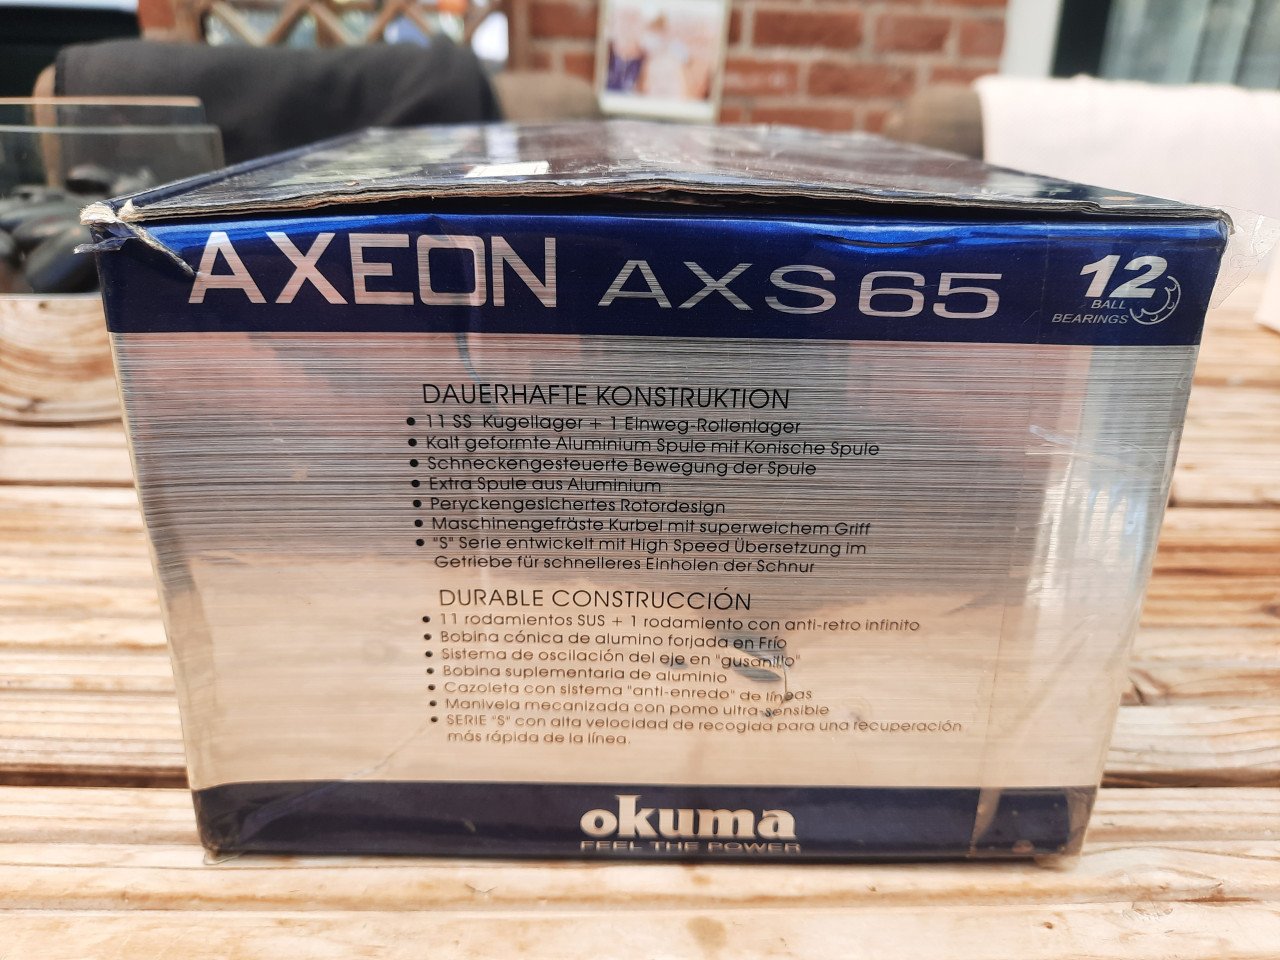 AXEON AXS 65
12
BALL
BEARINGS
DAUERHAFTE KONSTRUKTION
• 11 SS Kugellager + 1 Einweg-Rollenlager
• Kalt geformte Aluminium Spule mit Konische Spule
• Schneckengesteuerte Bewegung der Spule
• Extra Spule aus Aluminium
• Peryckengesichertes Rotordesign
• Maschinengefräste Kurbel mit superweichem Griff
• "S" Serie entwickelt mit High Speed Übersetzung im
Getriebe für schnelleres Einholen der Schnur
DURABLE CONSTRUCCIÓN
• 11 rodamientos SUS + 1 rodamiento con anti-retro infinito
• Bobina cónica de alumino forjada en Frío
• Sistema de oscilación del eje en "gusanillo"
• Bobina suplementaria de aluminio
• Cazoleta con sistema "anti-enredo" de líneas
• Manivela mecanizada con pomo ultra-sensible
• SERIE "S" con alta velocidad de recogida para una recuperación
más rápida de la línea.
okuma
FEEL THE POWER